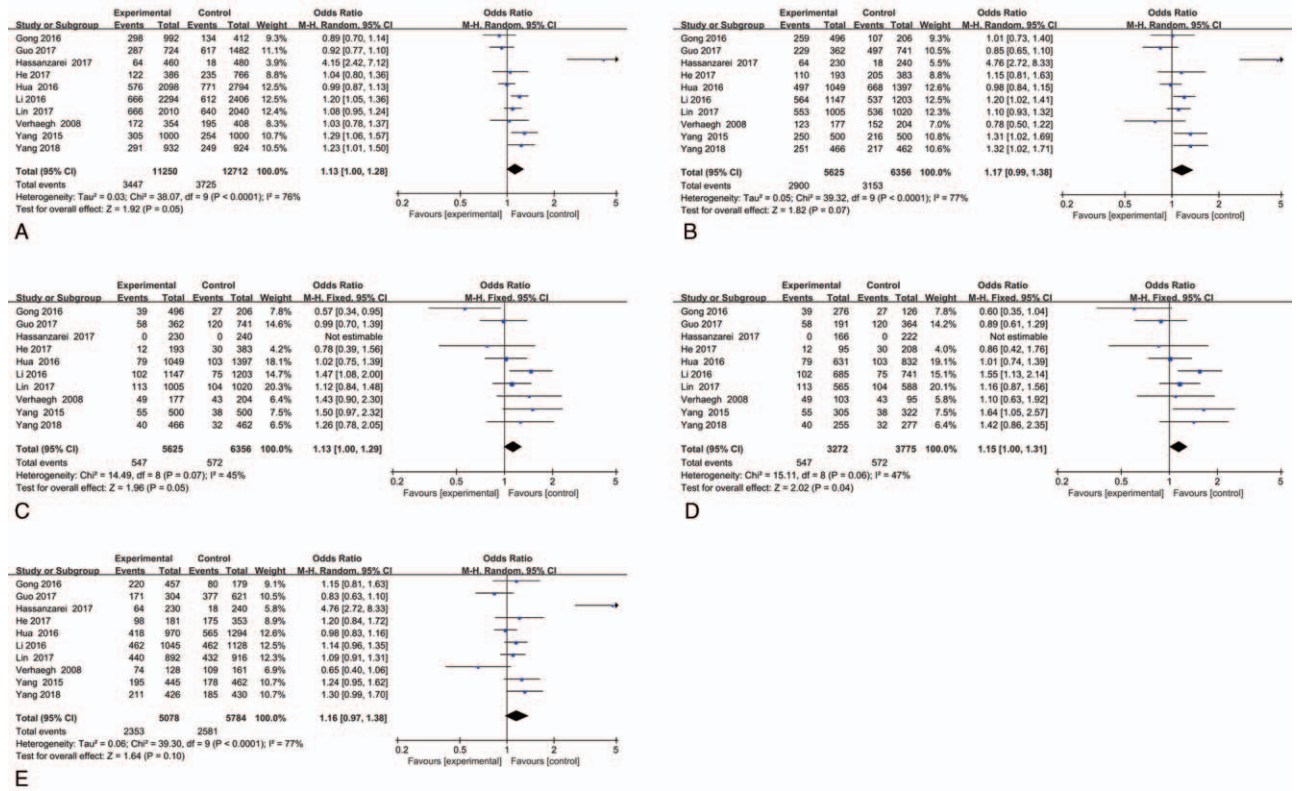 Experimental Control Odds Ratio Odds Ratio
Study or Subgroup Events Total Events Total Weight M-H. Random, 95% CI M-H. Random, 95% CI
Gong 2016 298 992 134 412 9.3% 0.89 [0.70, 1.14]
Guo 2017 287 724 617 1482 11.1% 0.92 [0.77, 1.10]
Hassanzarei 2017 64 460 18 480 3.9% 4.15 [2.42, 7.12]
He 2017 122 386 235 766 9.0% 1.04 [0.80, 1.36]
Hua 2016 576 2098 771 2794 12.5% 0.99 [0.87, 1.13]
Li 2016 666 2294 612 2406 12.4% 1.20 [1.05, 1.36]
Lin 2017 666 2010 640 2040 12.4% 1.08 [0.95, 1.24]
Verhaegh 2008 172 354 195 408 8.6% 1.03 [0.78, 1.37]
Yang 2015 305 1000 254 1000 10.5% 1.29 [1.06, 1.57]
Yang 2018 291 932 249 924 10.4% 1.23 [1.01, 1.50]
Total (95% CI) 11250 12712 100.0% 1.13 [1.00, 1.28]
Total events 3447 3725
Heterogeneity: Tau² = 0.03; Chi² = 38.07, df = 9 (P < 0.0001); I² = 76%
Test for overall effect: Z = 1.92 (P = 0.05)
0.2 0.5 1 2 5
Favours [experimental] Favours [control]
A
Experimental Control Odds Ratio Odds Ratio
Study or Subgroup Events Total Events Total Weight M-H. Random, 95% CI M-H. Random, 95% CI
Gong 2016 259 496 107 206 9.3% 1.01 [0.73, 1.40]
Guo 2017 229 362 497 741 10.9% 0.85 [0.65, 1.10]
Hassanzarei 2017 64 230 18 240 5.6% 4.76 [2.72, 8.33]
He 2017 110 193 205 383 8.8% 1.15 [0.81, 1.63]
Hua 2016 497 1049 668 1397 13.0% 0.98 [0.84, 1.15]
Li 2016 564 1147 537 1203 12.9% 1.20 [1.02, 1.41]
Lin 2017 553 1005 536 1020 12.7% 1.10 [0.93, 1.32]
Verhaegh 2008 123 177 152 204 6.6% 0.78 [0.50, 1.22]
Yang 2015 250 500 216 500 11.1% 1.31 [1.02, 1.69]
Yang 2018 251 466 217 462 10.9% 1.32 [1.02, 1.71]
Total (95% CI) 5625 6356 100.0% 1.17 [0.99, 1.38]
Total events 2900 3153
Heterogeneity: Tau² = 0.05; Chi² = 39.32, df = 9 (P < 0.0001); I² = 77%
Test for overall effect: Z = 1.82 (P = 0.07)
0.2 0.5 1 2 5
Favours [experimental] Favours [control]
B
Experimental Control Odds Ratio Odds Ratio
Study or Subgroup Events Total Events Total Weight M-H. Fixed, 95% CI M-H. Fixed, 95% CI
Gong 2016 39 496 27 206 7.8% 0.57 [0.34, 0.95]
Guo 2017 58 362 120 741 14.6% 0.99 [0.70, 1.39]
Hassanzarei 2017 0 230 0 240 Not estimable
He 2017 12 193 30 383 4.2% 0.78 [0.39, 1.56]
Hua 2016 79 1049 103 1397 18.1% 1.02 [0.75, 1.39]
Li 2016 102 1147 75 1203 14.7% 1.47 [1.08, 2.00]
Lin 2017 113 1005 104 1020 20.3% 1.12 [0.84, 1.48]
Verhaegh 2008 49 177 43 204 6.4% 1.43 [0.90, 2.30]
Yang 2015 55 500 38 500 7.5% 1.50 [0.97, 2.32]
Yang 2018 40 466 32 462 6.5% 1.26 [0.78, 2.05]
Total (95% CI) 5625 6356 100.0% 1.13 [1.00, 1.29]
Total events 547 572
Heterogeneity: Chi² = 14.49, df = 8 (P = 0.07); I² = 45%
Test for overall effect: Z = 1.96 (P = 0.05)
0.2 0.5 1 2 5
Favours [experimental] Favours [control]
C
Experimental Control Odds Ratio Odds Ratio
Study or Subgroup Events Total Events Total Weight M-H. Fixed, 95% CI M-H. Fixed, 95% CI
Gong 2016 39 276 27 126 7.8% 0.60 [0.35, 1.04]
Guo 2017 58 191 120 364 14.2% 0.89 [0.61, 1.29]
Hassanzarei 2017 0 166 0 222 Not estimable
He 2017 12 95 30 208 4.0% 0.86 [0.42, 1.76]
Hua 2016 79 631 103 832 19.1% 1.01 [0.74, 1.39]
Li 2016 102 685 75 741 15.1% 1.55 [1.13, 2.14]
Lin 2017 113 565 104 588 20.1% 1.16 [0.87, 1.56]
Verhaegh 2008 49 103 43 95 5.8% 1.10 [0.63, 1.92]
Yang 2015 55 305 38 322 7.4% 1.64 [1.05, 2.57]
Yang 2018 40 255 32 277 6.4% 1.42 [0.86, 2.35]
Total (95% CI) 3272 3775 100.0% 1.15 [1.00, 1.31]
Total events 547 572
Heterogeneity: Chi² = 15.11, df = 8 (P = 0.06); I² = 47%
Test for overall effect: Z = 2.02 (P = 0.04)
0.2 0.5 1 2 5
Favours [experimental] Favours [control]
D
Experimental Control Odds Ratio Odds Ratio
Study or Subgroup Events Total Events Total Weight M-H. Random, 95% CI M-H. Random, 95% CI
Gong 2016 220 457 80 179 9.1% 1.15 [0.81, 1.63]
Guo 2017 171 304 377 621 10.5% 0.83 [0.63, 1.10]
Hassanzarei 2017 64 230 18 240 5.8% 4.76 [2.72, 8.33]
He 2017 98 181 175 353 8.9% 1.20 [0.84, 1.72]
Hua 2016 418 970 565 1294 12.6% 0.98 [0.83, 1.16]
Li 2016 462 1045 462 1128 12.5% 1.14 [0.96, 1.35]
Lin 2017 440 892 432 916 12.3% 1.09 [0.91, 1.31]
Verhaegh 2008 74 128 109 161 6.9% 0.65 [0.40, 1.06]
Yang 2015 195 445 178 462 10.7% 1.24 [0.95, 1.62]
Yang 2018 211 426 185 430 10.7% 1.30 [0.99, 1.70]
Total (95% CI) 5078 5784 100.0% 1.16 [0.97, 1.38]
Total events 2353 2581
Heterogeneity: Tau² = 0.06; Chi² = 39.30, df = 9 (P < 0.0001); I² = 77%
Test for overall effect: Z = 1.64 (P = 0.10)
0.2 0.5 1 2 5
Favours [experimental] Favours [control]
E